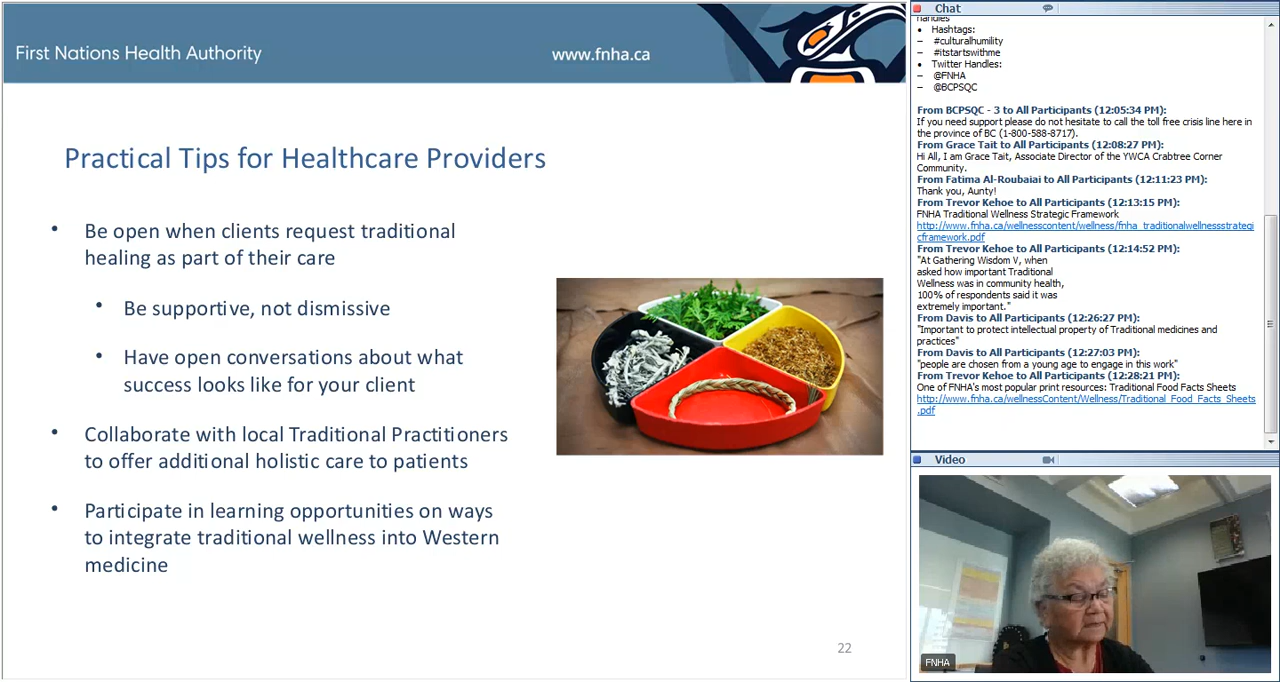 First Nations Health Authority
www.fnha.ca
Practical Tips for Healthcare Providers
• Be open when clients request traditional
healing as part of their care
• Be supportive, not dismissive
• Have open conversations about what
success looks like for your client
• Collaborate with local Traditional Practitioners
to offer additional holistic care to patients
• Participate in learning opportunities on ways
to integrate traditional wellness into Western
medicine
22
Chat
handles
• Hashtags:
– #culturalhumility
– #itstartswithme
• Twitter Handles:
– @FNHA
– @BCPSQC
From BCPSQC - 3 to All Participants (12:05:34 PM):
If you need support please do not hesitate to call the toll free crisis line here in
the province of BC (1-800-588-8717).
From Grace Tait to All Participants (12:08:27 PM):
Hi All, I am Grace Tait, Associate Director of the YWCA Crabtree Corner
Community.
From Fatima Al-Roubaiai to All Participants (12:11:23 PM):
Thank you, Aunty!
From Trevor Kehoe to All Participants (12:13:15 PM):
FNHA Traditional Wellness Strategic Framework
http://www.fnha.ca/wellnesscontent/wellness/fnha_traditionalwellnessstrategi
cframework.pdf
From Trevor Kehoe to All Participants (12:14:52 PM):
"At Gathering Wisdom V, when
asked how important Traditional
Wellness was in community health,
100% of respondents said it was
extremely important."
From Davis to All Participants (12:26:27 PM):
"Important to protect intellectual property of Traditional medicines and
practices"
From Davis to All Participants (12:27:03 PM):
"people are chosen from a young age to engage in this work"
From Trevor Kehoe to All Participants (12:28:21 PM):
One of FNHA's most popular print resources: Traditional Food Facts Sheets
http://www.fnha.ca/wellnessContent/Wellness/Traditional_Food_Facts_Sheets
.pdf
Video
FNHA